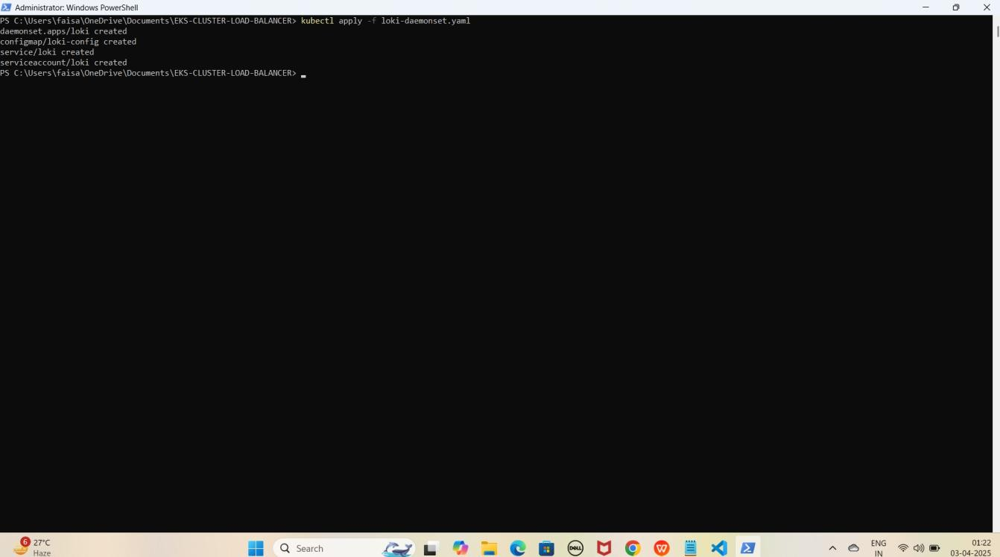 Administrator: Windows PowerShell
PS C:\Users\faisa\OneDrive\Documents\EKS-CLUSTER-LOAD-BALANCER> kubectl apply -f loki-daemonset.yaml
daemonset.apps/loki created
configmap/loki-config created
service/loki created
serviceaccount/loki created
PS C:\Users\faisa\OneDrive\Documents\EKS-CLUSTER-LOAD-BALANCER>
6
27°C
Haze
Search
DELL
W
ENG
IN
01:22
03-04-2025